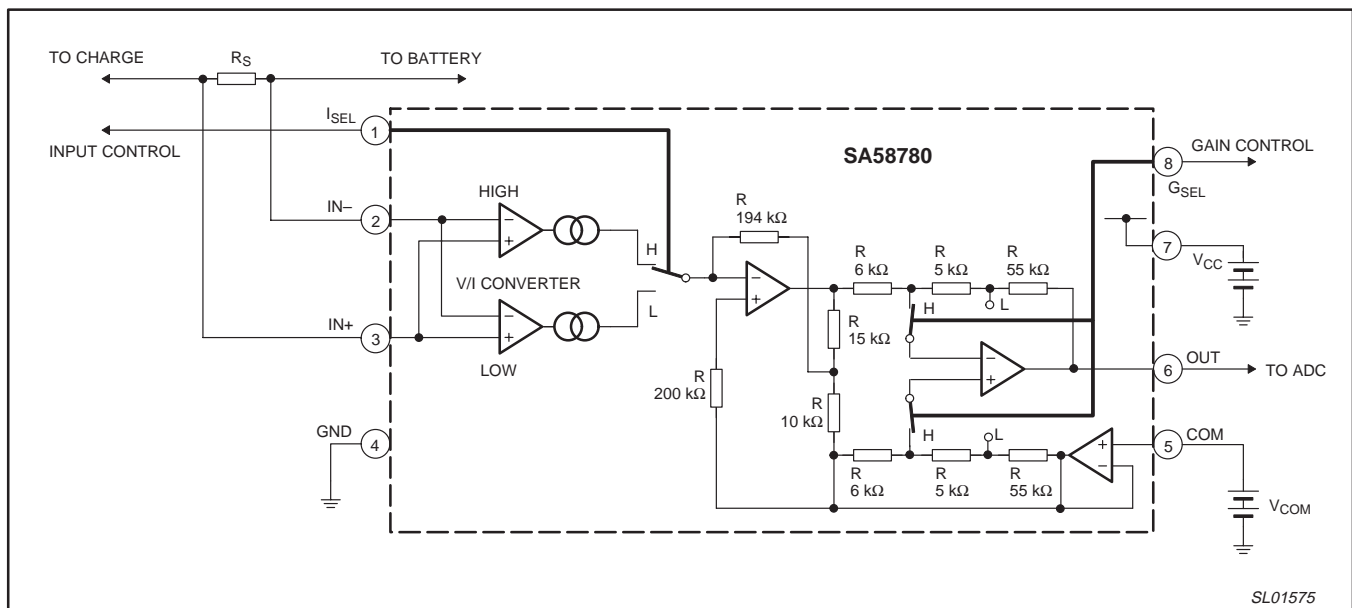 TO CHARGE
RS
TO BATTERY
ISEL
1
INPUT CONTROL
SA58780
8
GAIN CONTROL
GSEL
HIGH
IN–
2
–
+
H
R
194 kΩ
–
+
R
6 kΩ
R
5 kΩ
R
55 kΩ
H
L
7
VCC
V/I CONVERTER
L
IN+
3
–
+
LOW
R
15 kΩ
–
+
6
OUT
TO ADC
R
200 kΩ
R
10 kΩ
GND
4
H
L
+
–
5
COM
R
6 kΩ
R
5 kΩ
R
55 kΩ
VCOM
SL01575